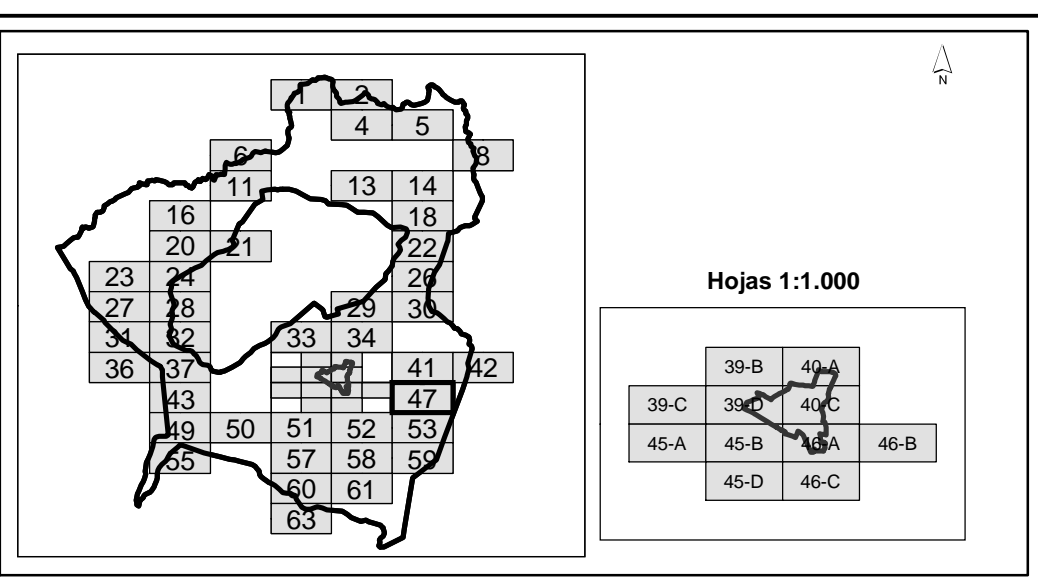 N
1 2
4 5
6 8
11 13 14
16 18
20 21 22
23 24 26
27 28 29 30
31 32 33 34
36 37 41 42
43 47
49 50 51 52 53
55 57 58 59
60 61
63
Hojas 1:1.000
39-B 40-A
39-C 39-D 40-C
45-A 45-B 46-A 46-B
45-D 46-C